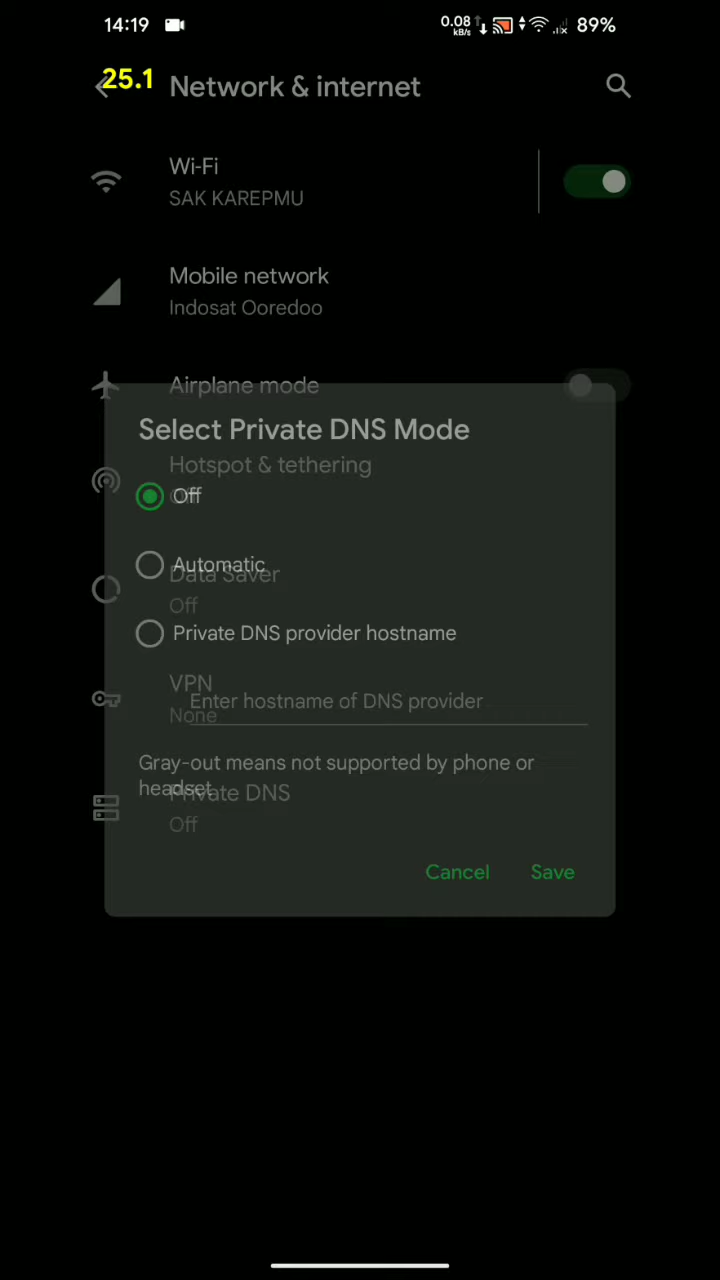 14:19
0.08
kB/s
89%
25.1
Network & internet
Wi-Fi
SAK KAREPMU
Mobile network
Indosat Ooredoo
Airplane mode
Select Private DNS Mode
Hotspot & tethering
Off
Automatic
Data Saver
Off
Private DNS provider hostname
VPN
Enter hostname of DNS provider
None
Gray-out means not supported by phone or
headset
Private DNS
Off
Cancel Save